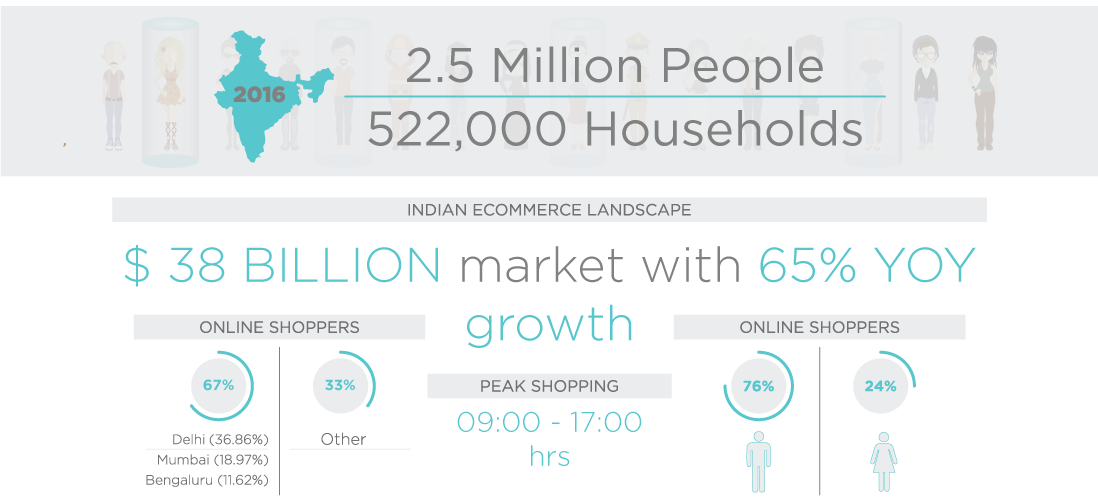 2016
2.5 Million People
522,000 Households
INDIAN ECOMMERCE LANDSCAPE
$ 38 BILLION market with 65% YOY
growth
ONLINE SHOPPERS
67%
33%
Delhi (36.86%)
Mumbai (18.97%)
Bengaluru (11.62%)
Other
PEAK SHOPPING
09:00 - 17:00
hrs
ONLINE SHOPPERS
76%
24%